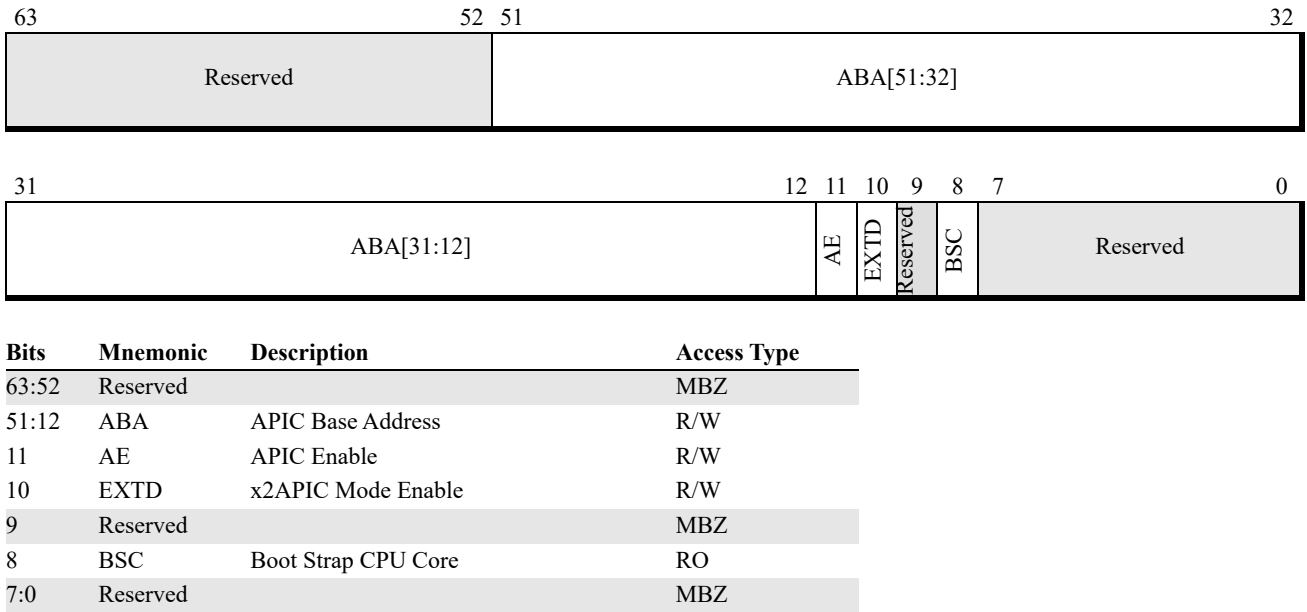 63 52 51 32
Reserved ABA[51:32]
31 12 11 10 9 8 7 0
ABA[31:12] AE EXTD Reserved BSC Reserved
Bits Mnemonic Description Access Type
63:52 Reserved MBZ
51:12 ABA APIC Base Address R/W
11 AE APIC Enable R/W
10 EXTD x2APIC Mode Enable R/W
9 Reserved MBZ
8 BSC Boot Strap CPU Core RO
7:0 Reserved MBZ